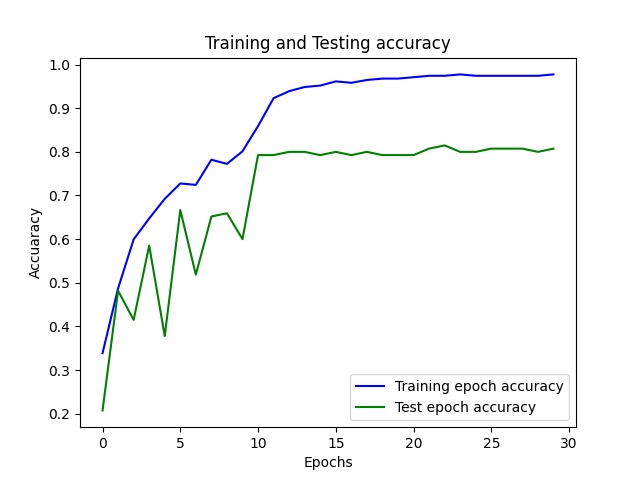 Training and Testing accuracy
1.0
0.9
0.8
0.7
0.6
0.5
0.4
0.3
0.2
Accuaracy
Training epoch accuracy
Test epoch accuracy
0 5 10 15 20 25 30
Epochs